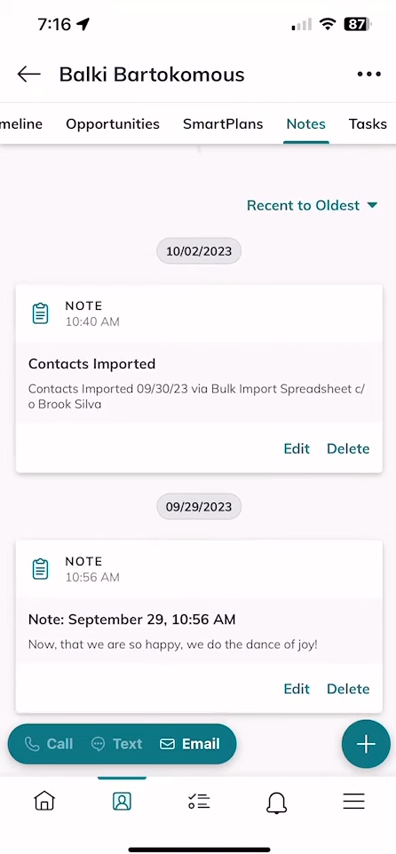 7:16
87
Balki Bartokomous
meline Opportunities SmartPlans Notes Tasks
Recent to Oldest
10/02/2023
NOTE
10:40 AM
Contacts Imported
Contacts Imported 09/30/23 via Bulk Import Spreadsheet c/
o Brook Silva
Edit Delete
09/29/2023
NOTE
10:56 AM
Note: September 29, 10:56 AM
Now, that we are so happy, we do the dance of joy!
Edit Delete
Call Text Email